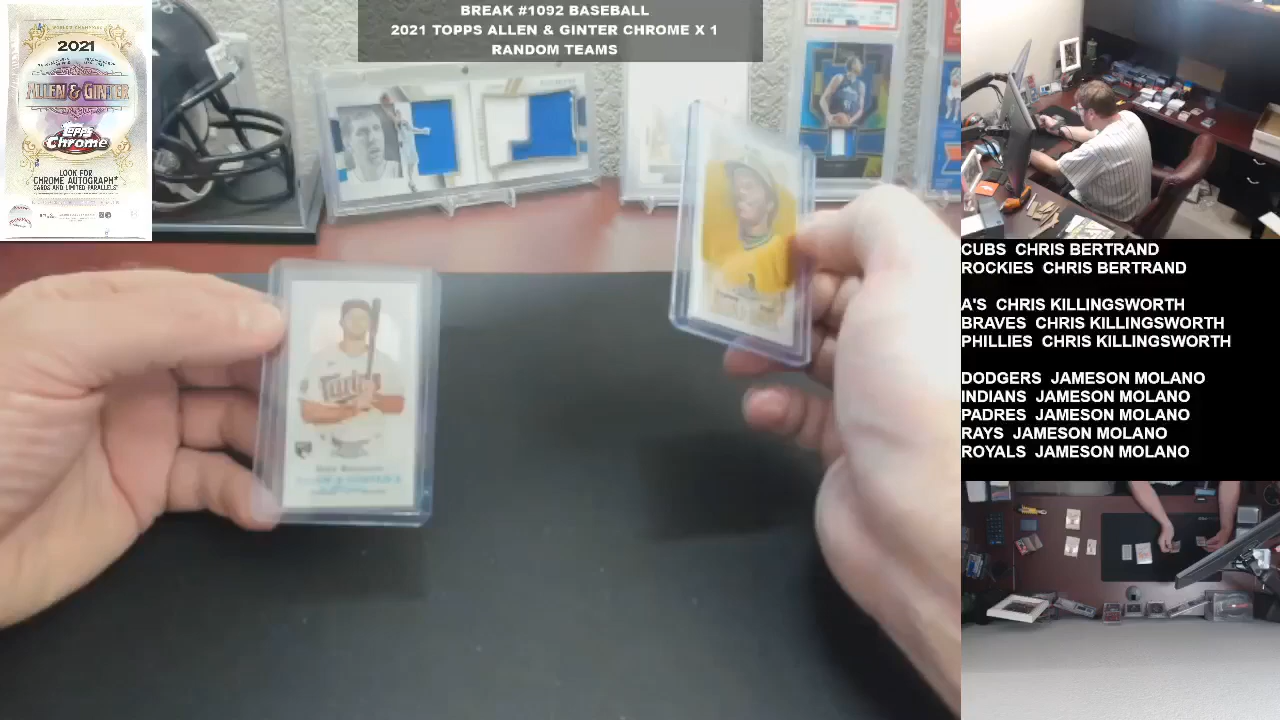 BREAK #1092 BASEBALL
2021 TOPPS ALLEN & GINTER CHROME X 1
RANDOM TEAMS
2021
ALLEN & GINTER
Topps
Chrome
LOOK FOR
CHROME AUTOGRAPH
CARDS AND LIMITED PARALLELS!
Twins
CUBS CHRIS BERTRAND
ROCKIES CHRIS BERTRAND
A'S CHRIS KILLINGSWORTH
BRAVES CHRIS KILLINGSWORTH
PHILLIES CHRIS KILLINGSWORTH
DODGERS JAMESON MOLANO
INDIANS JAMESON MOLANO
PADRES JAMESON MOLANO
RAYS JAMESON MOLANO
ROYALS JAMESON MOLANO